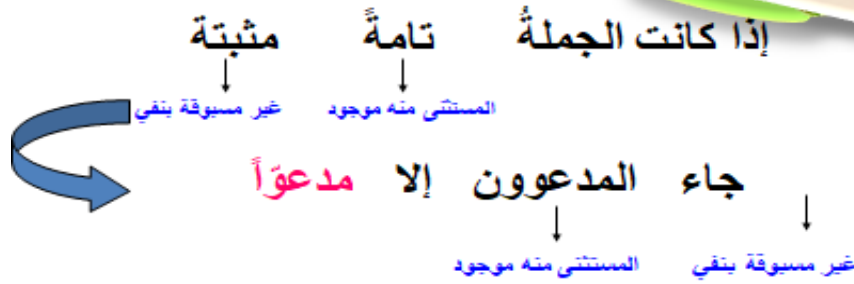 إذا كانت الجملةُ تامةً مثبتة
المستثنى منه موجود غير مسبوقة بنفي
جاء المدعوون إلا مدعوّاً
غير مسبوقة بنفي المستثنى منه موجود